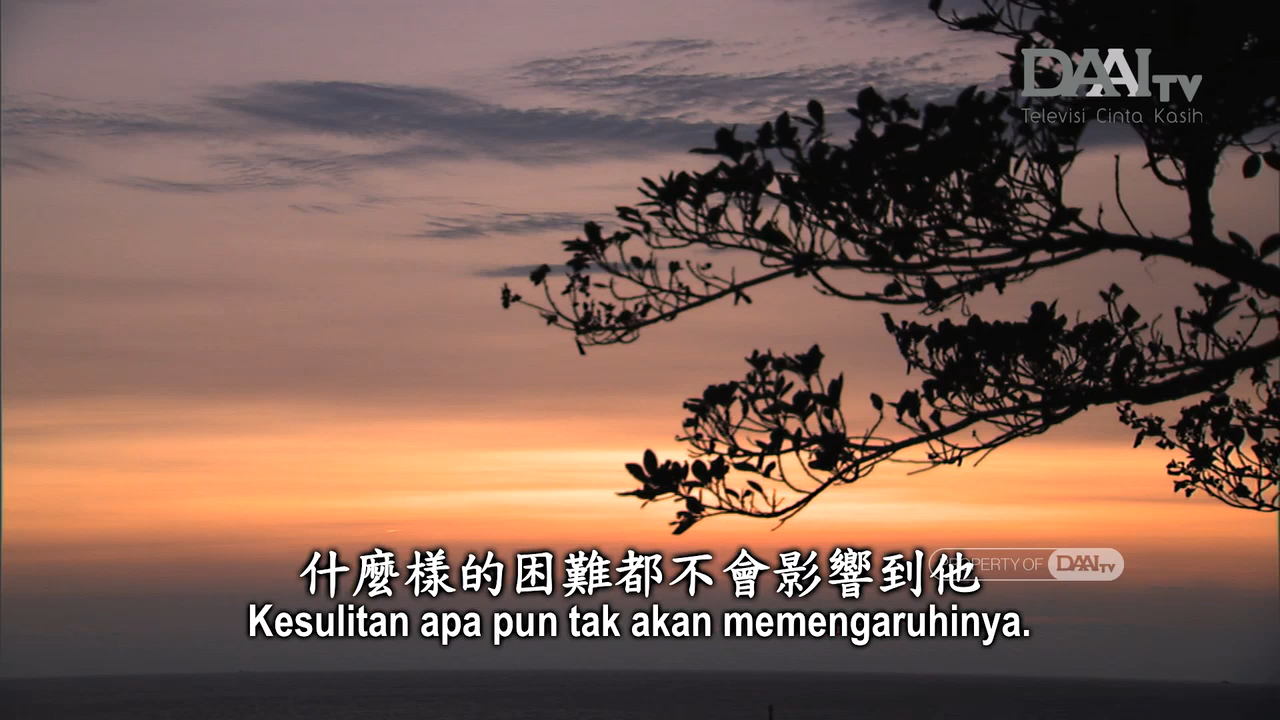 DAAI TV
Televisi Cinta Kasih
什麼樣的困難都不會影響到他
PROPERTY OF DAAI TV
Kesulitan apa pun tak akan memengaruhinya.